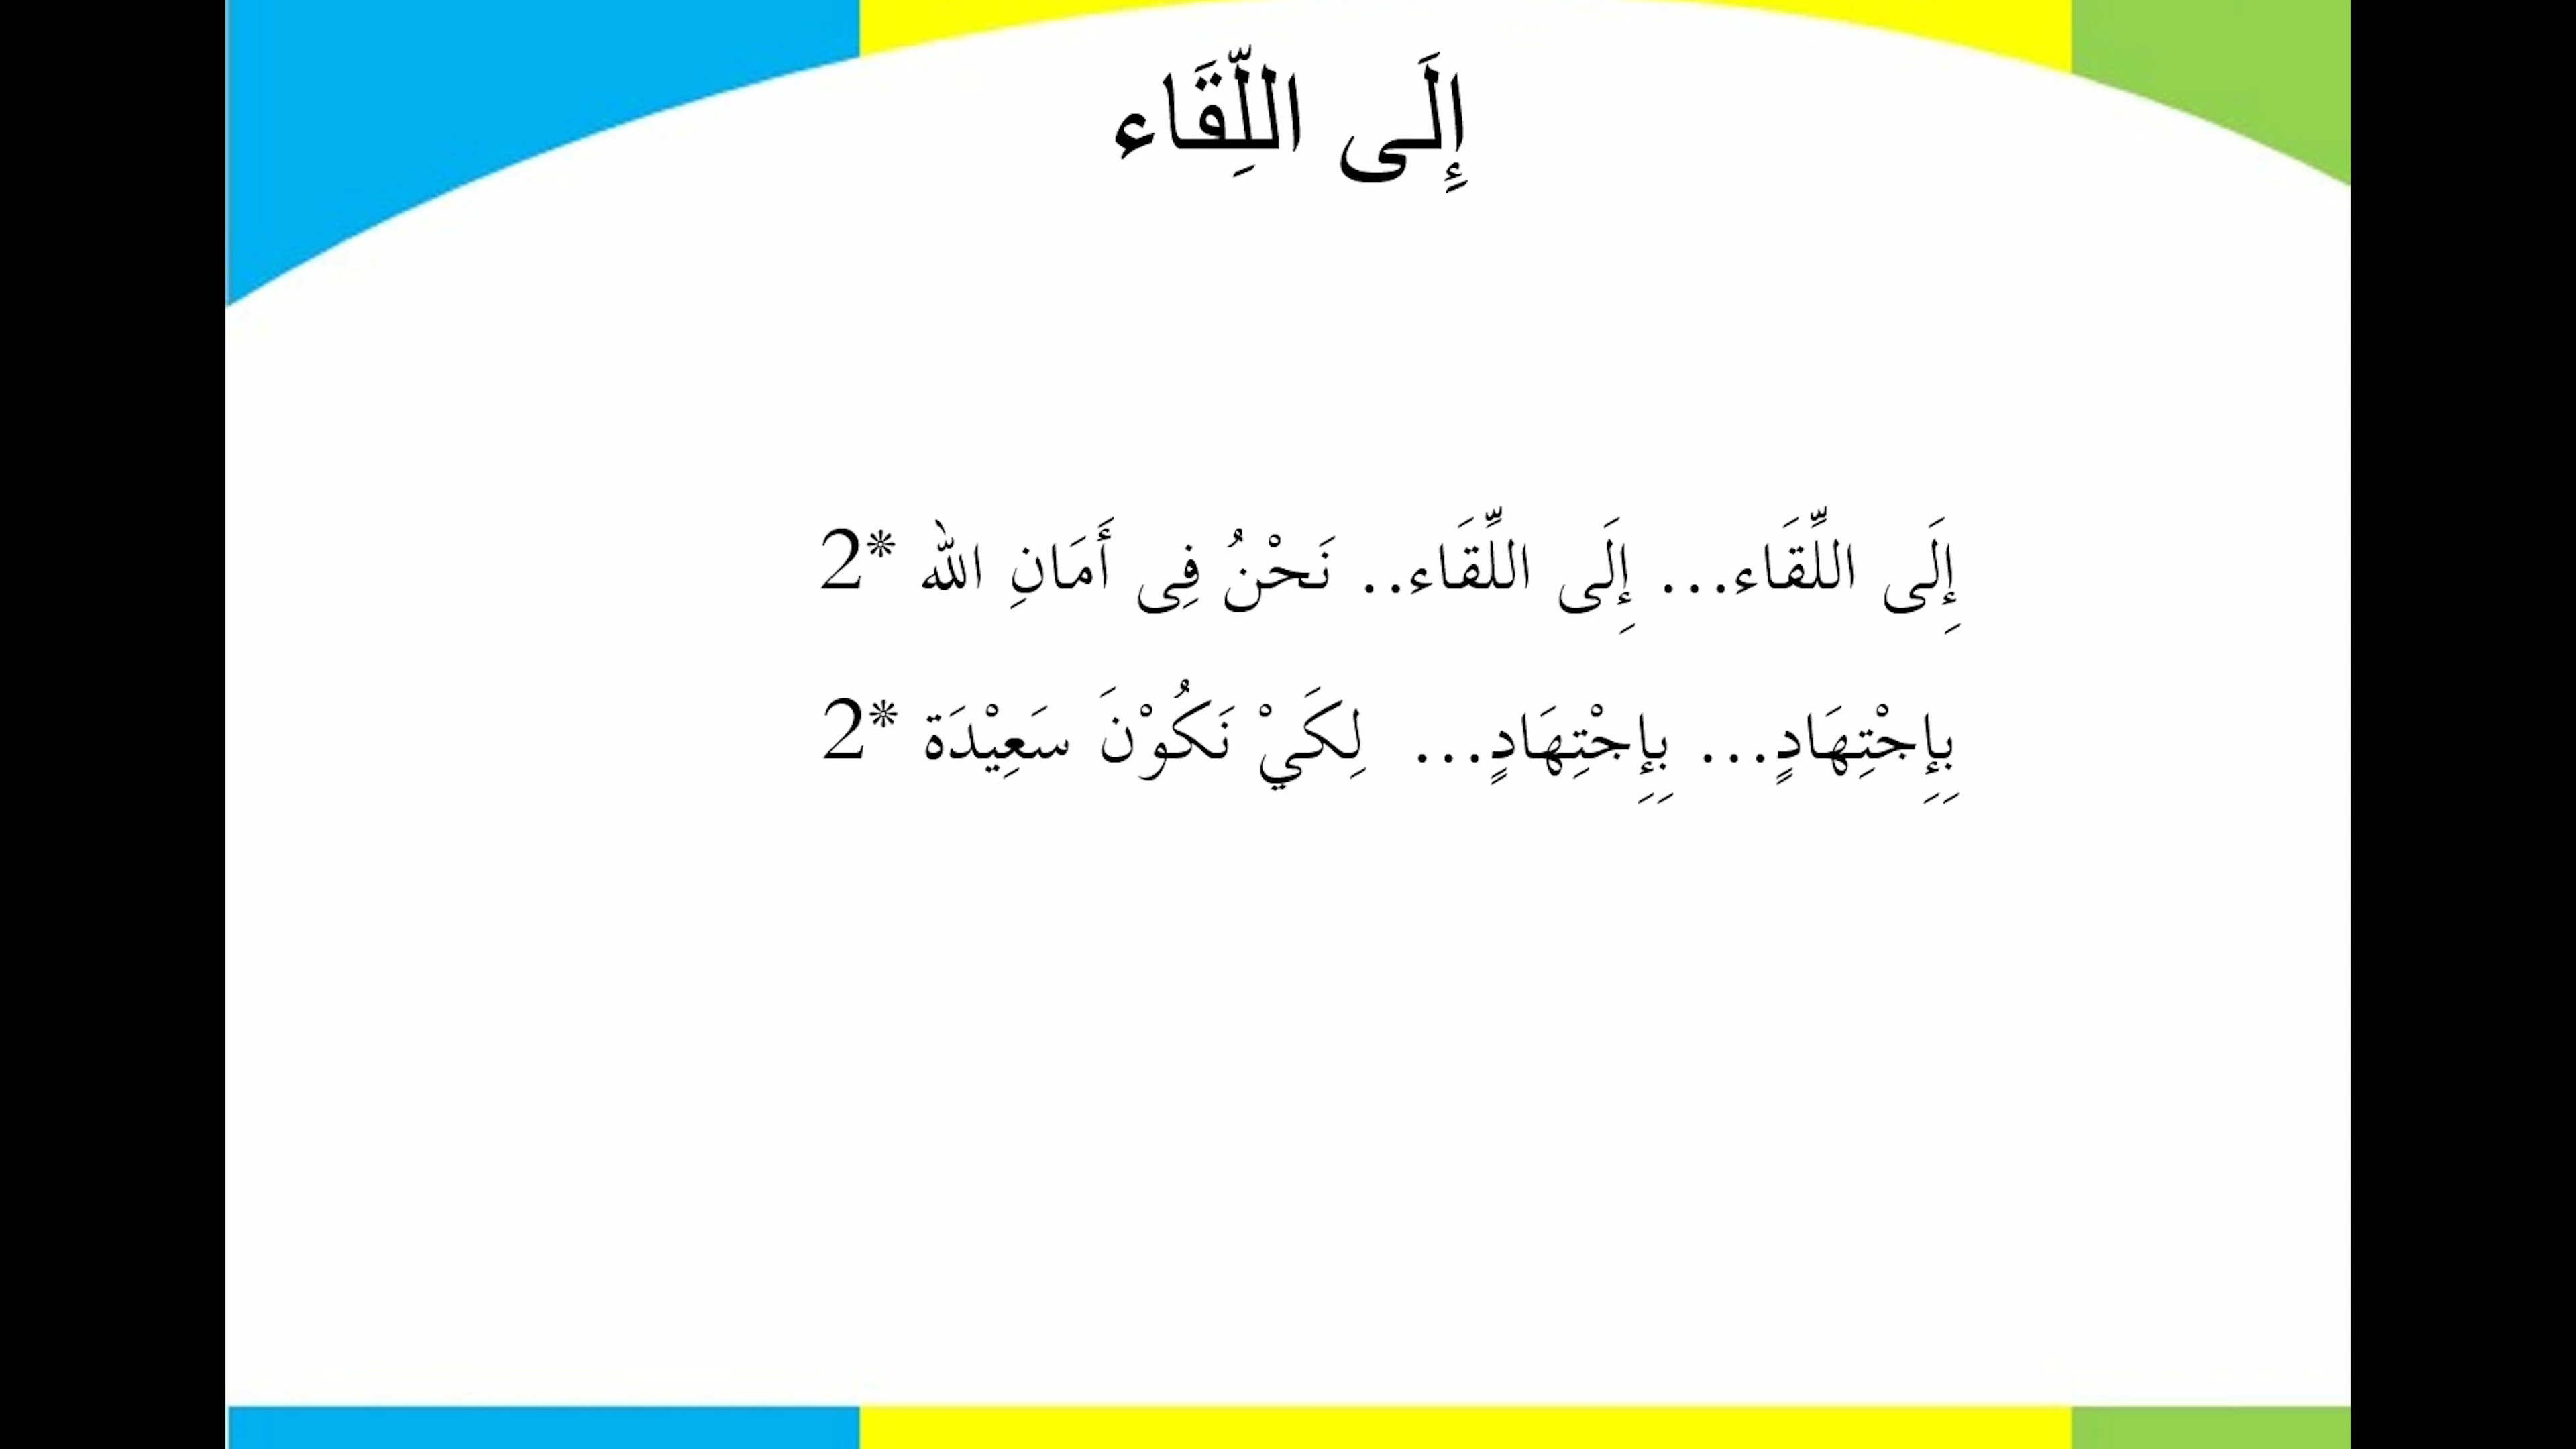 إِلَى اللِّقَاء
إِلَى اللِّقَاء... إِلَى اللِّقَاء.. نَحْنُ فِى أَمَانِ الله *2
بِإِجْتِهَادٍ... بِإِجْتِهَادٍ... لِكَيْ نَكُوْنَ سَعِيْدَة *2